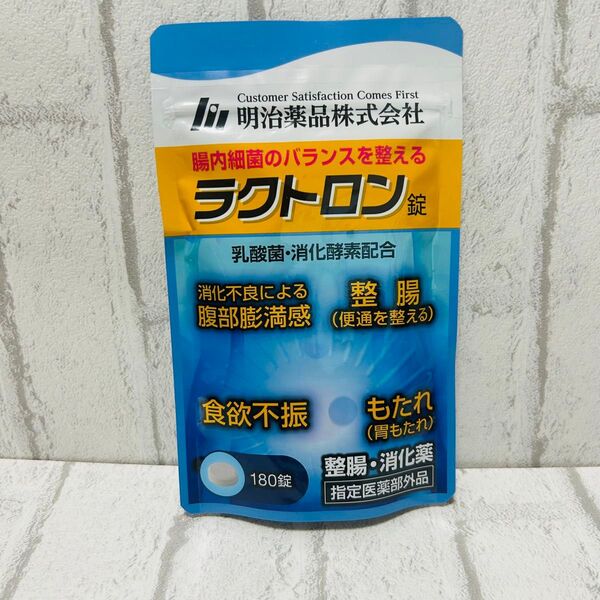 Customer Satisfaction Comes First
明治薬品株式会社
腸内細菌のバランスを整える
ラクトロン錠
乳酸菌・消化酵素配合
消化不良による
腹部膨満感
整腸
(便通を整える)
食欲不振
もたれ
(胃もたれ)
180錠
整腸・消化薬
指定医薬部外品